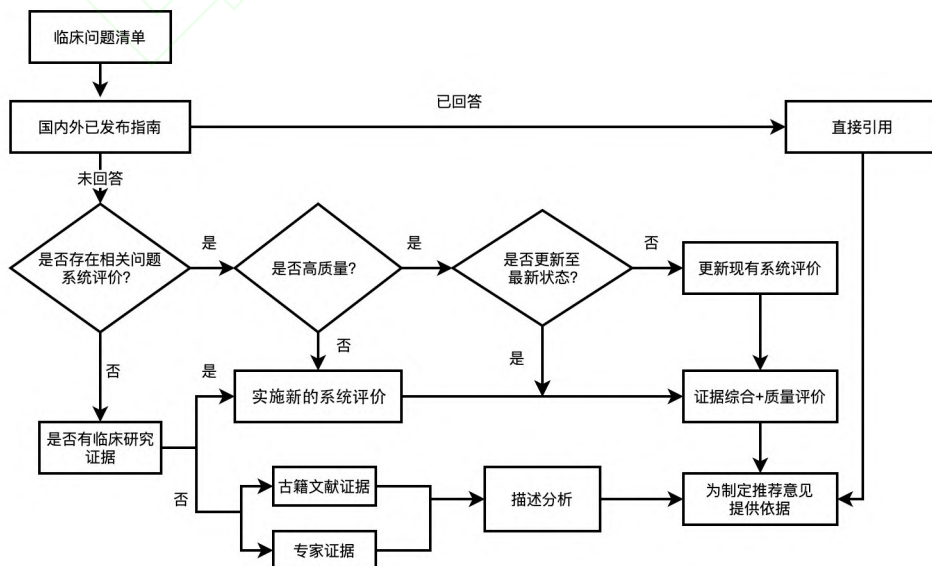 临床问题清单
已回答
国内外已发布指南
直接引用
未回答
是否存在相关问题
系统评价?
是
是否高质量?
是
是否更新至
最新状态?
否
更新现有系统评价
否
否
是
是
实施新的系统评价
证据综合+质量评价
是否有临床研究
证据
否
古籍文献证据
描述分析
为制定推荐意见
提供依据
专家证据